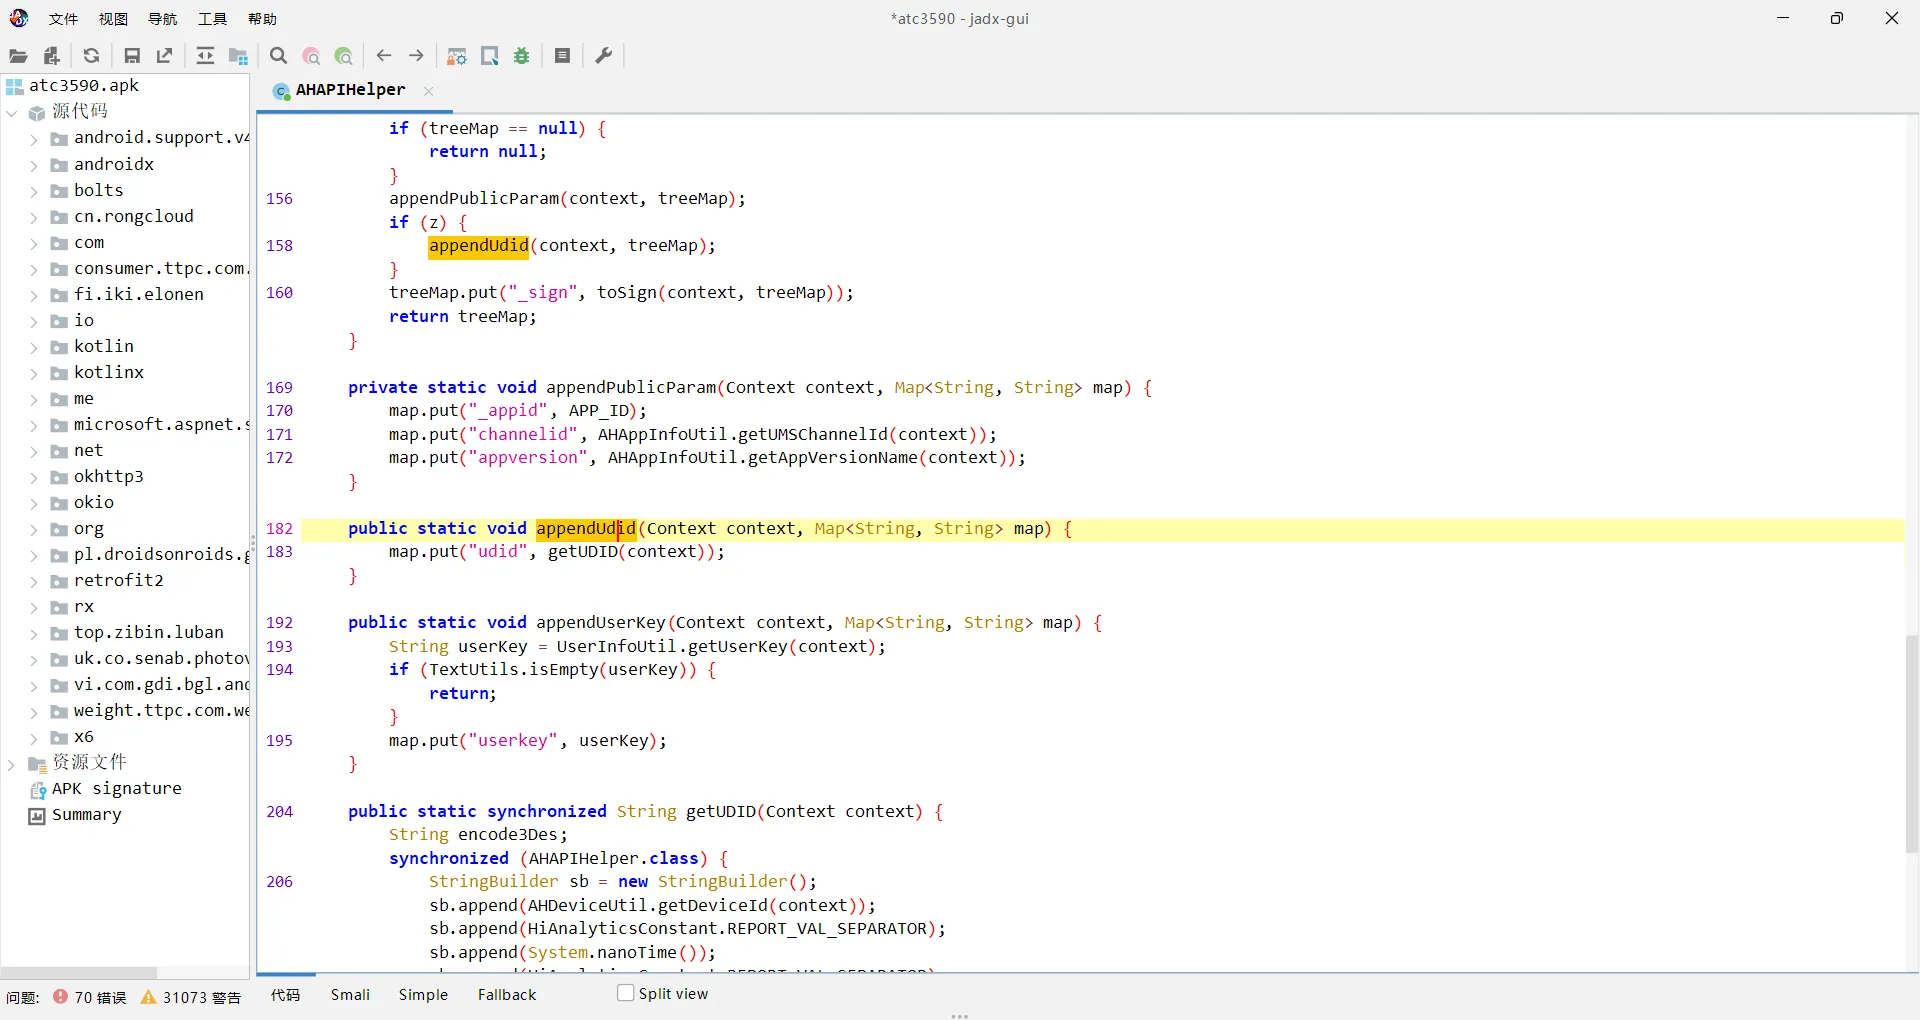 文件 视图 导航 工具 帮助
*atc3590 - jadx-gui
atc3590.apk
源代码
android.support.v4
androidx
bolts
cn.rongcloud
com
consumer.ttpc.com.
fi.iki.elonen
io
kotlin
kotlinx
me
microsoft.aspnet.s
net
okhttp3
okio
org
pl.droidsonroids.g
retrofit2
rx
top.zibin.luban
uk.co.senab.photov
vi.com.gdi.bgl.and
weight.ttpc.com.we
x6
资源文件
APK signature
Summary
AHAPIHelper
if (treeMap == null) {
return null;
}
156 appendPublicParam(context, treeMap);
if (z) {
158 appendUdid(context, treeMap);
}
160 treeMap.put("_sign", toSign(context, treeMap));
return treeMap;
}
169 private static void appendPublicParam(Context context, Map<String, String> map) {
170 map.put("_appid", APP_ID);
171 map.put("channelid", AHAppInfoUtil.getUMSChannelId(context));
172 map.put("appversion", AHAppInfoUtil.getAppVersionName(context));
}
182 public static void appendUdid(Context context, Map<String, String> map) {
183 map.put("udid", getUDID(context));
}
192 public static void appendUserKey(Context context, Map<String, String> map) {
193 String userKey = UserInfoUtil.getUserKey(context);
194 if (TextUtils.isEmpty(userKey)) {
return;
}
195 map.put("userkey", userKey);
}
204 public static synchronized String getUDID(Context context) {
String encode3Des;
synchronized (AHAPIHelper.class) {
206 StringBuilder sb = new StringBuilder();
sb.append(AHDeviceUtil.getDeviceId(context));
sb.append(HiAnalyticsConstant.REPORT_VAL_SEPARATOR);
sb.append(System.nanoTime());
问题: 70 错误 31073 警告
代码 Smali Simple Fallback Split view